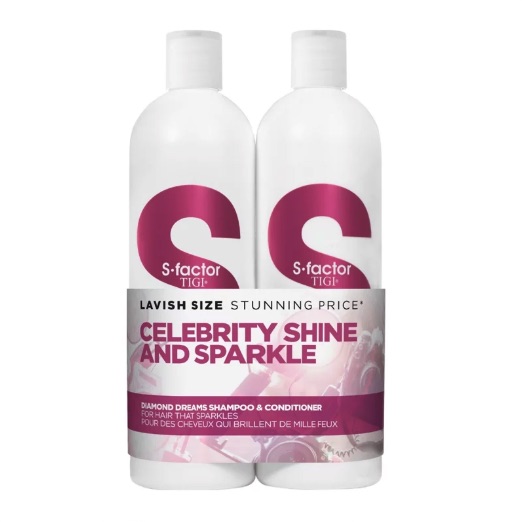 S·factor
TIGI®
S·factor
TIGI®
LAVISH SIZE STUNNING PRICE*
CELEBRITY SHINE
AND SPARKLE
DIAMOND DREAMS SHAMPOO & CONDITIONER
FOR HAIR THAT SPARKLES
POUR DES CHEVEUX QUI BRILLENT DE MILLE FEUX